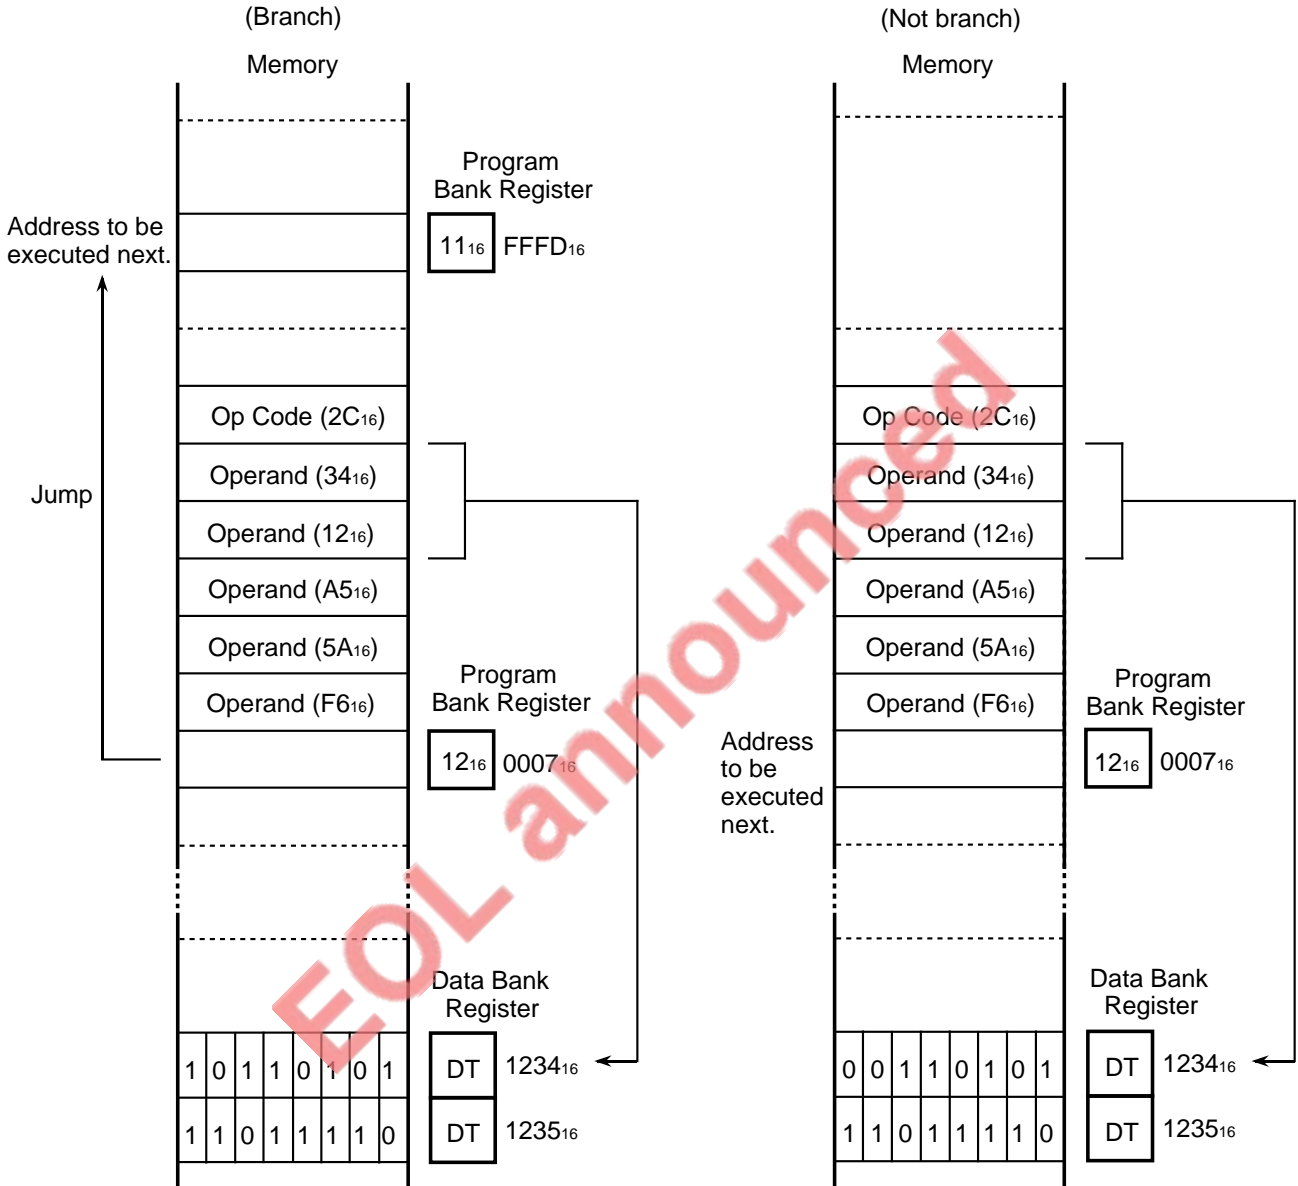 (Branch)
Memory
Program
Bank Register
11₁₆ FFFD₁₆
Address to be
executed next.
Jump
Op Code (2C₁₆)
Operand (34₁₆)
Operand (12₁₆)
Operand (A5₁₆)
Operand (5A₁₆)
Operand (F6₁₆)
Program
Bank Register
12₁₆ 0007₁₆
Data Bank
Register
1 0 1 1 0 1 0 1 DT 1234₁₆
1 1 0 1 1 1 1 0 DT 1235₁₆
(Not branch)
Memory
Op Code (2C₁₆)
Operand (34₁₆)
Operand (12₁₆)
Operand (A5₁₆)
Operand (5A₁₆)
Operand (F6₁₆)
Program
Bank Register
12₁₆ 0007₁₆
Address
to be
executed
next.
Data Bank
Register
0 0 1 1 0 1 0 1 DT 1234₁₆
1 1 0 1 1 1 1 0 DT 1235₁₆
EOL announced